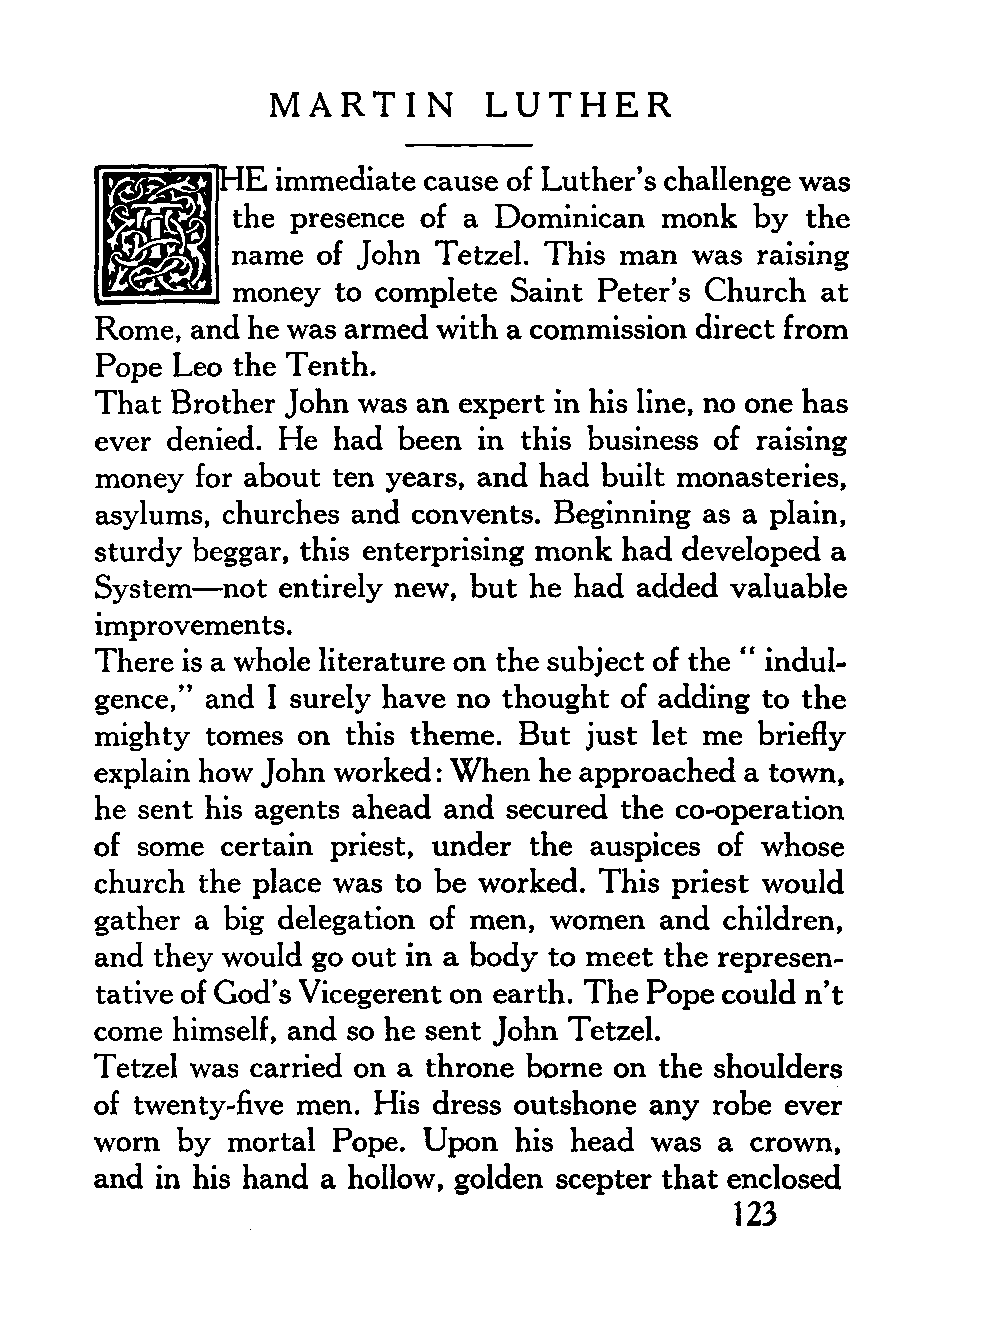 MARTIN LUTHER
THE immediate cause of Luther's challenge was
the presence of a Dominican monk by the
name of John Tetzel. This man was raising
money to complete Saint Peter's Church at
Rome, and he was armed with a commission direct from
Pope Leo the Tenth.
That Brother John was an expert in his line, no one has
ever denied. He had been in this business of raising
money for about ten years, and had built monasteries,
asylums, churches and convents. Beginning as a plain,
sturdy beggar, this enterprising monk had developed a
System—not entirely new, but he had added valuable
improvements.
There is a whole literature on the subject of the " indul-
gence," and I surely have no thought of adding to the
mighty tomes on this theme. But just let me briefly
explain how John worked: When he approached a town,
he sent his agents ahead and secured the co-operation
of some certain priest, under the auspices of whose
church the place was to be worked. This priest would
gather a big delegation of men, women and children,
and they would go out in a body to meet the represen-
tative of God's Vicegerent on earth. The Pope could n't
come himself, and so he sent John Tetzel.
Tetzel was carried on a throne borne on the shoulders
of twenty-five men. His dress outshone any robe ever
worn by mortal Pope. Upon his head was a crown,
and in his hand a hollow, golden scepter that enclosed
123